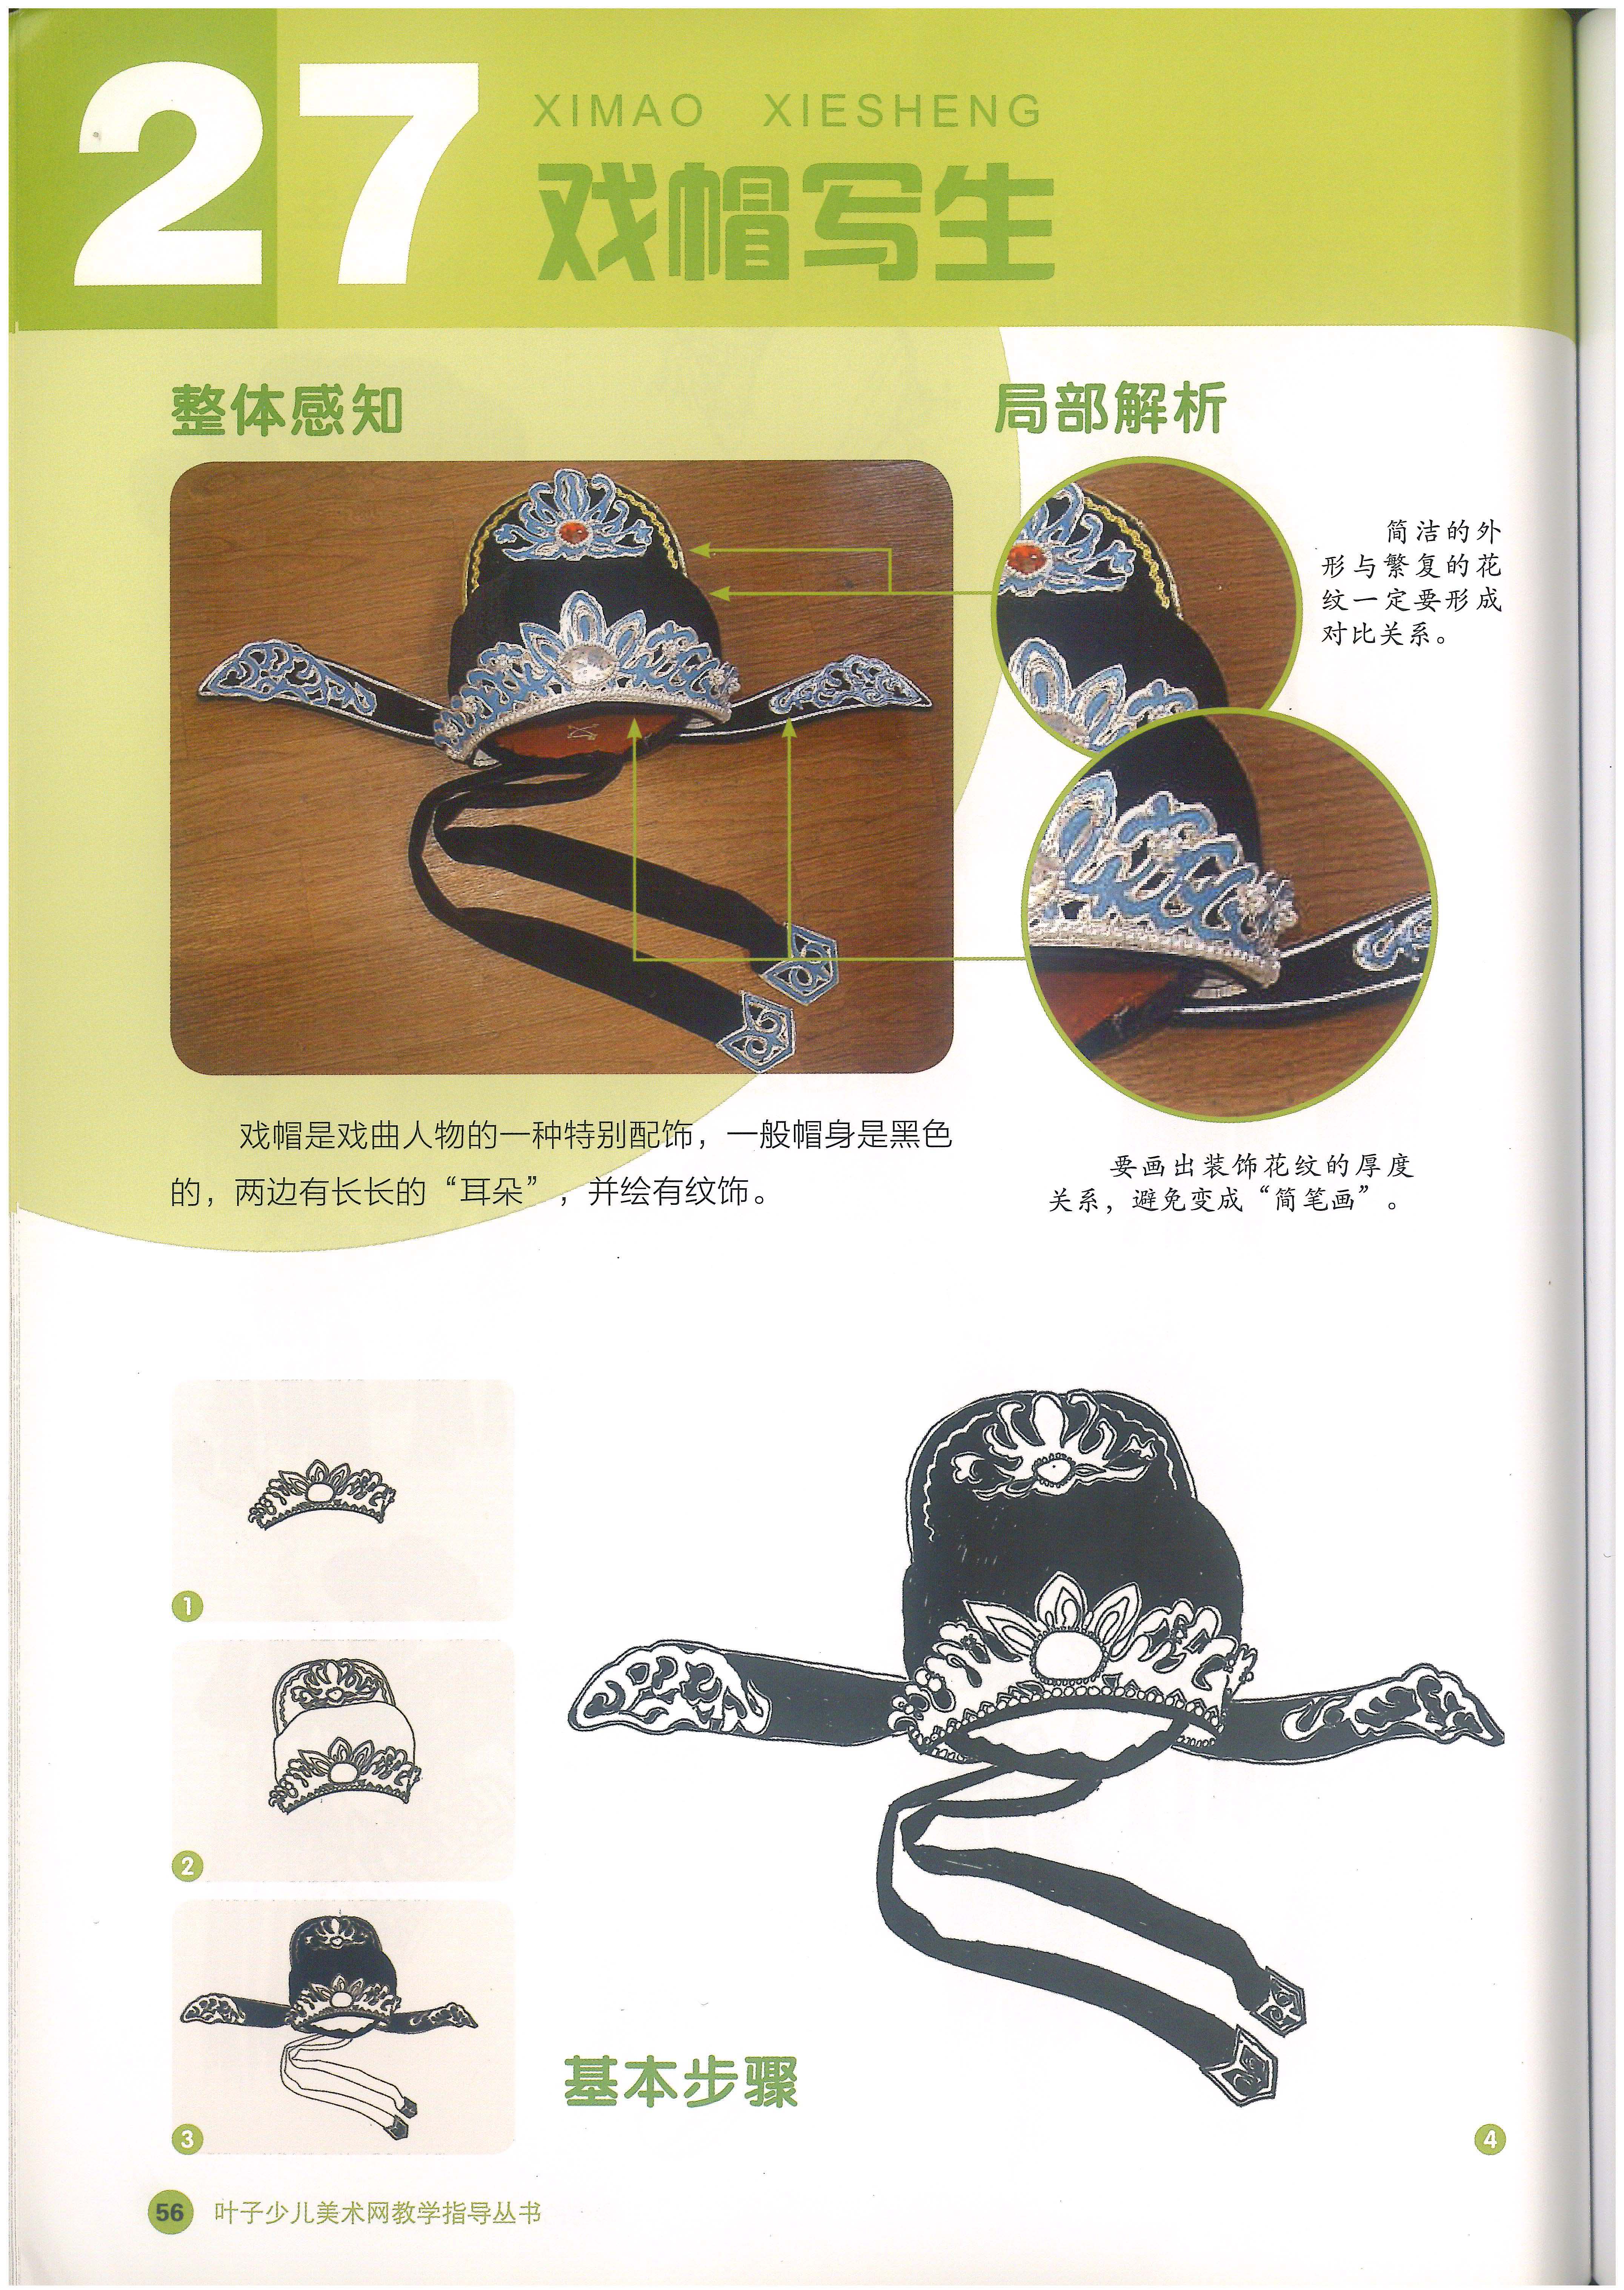 27
XIMAO XIESHENG
戏帽写生
整体感知
局部解析
简洁的外
形与繁复的花
纹一定要形成
对比关系。
戏帽是戏曲人物的一种特别配饰，一般帽身是黑色
的，两边有长长的“耳朵”，并绘有纹饰。
要画出装饰花纹的厚度
关系，避免变成“简笔画”。
1
2
3
基本步骤
4
56 叶子少儿美术网教学指导丛书